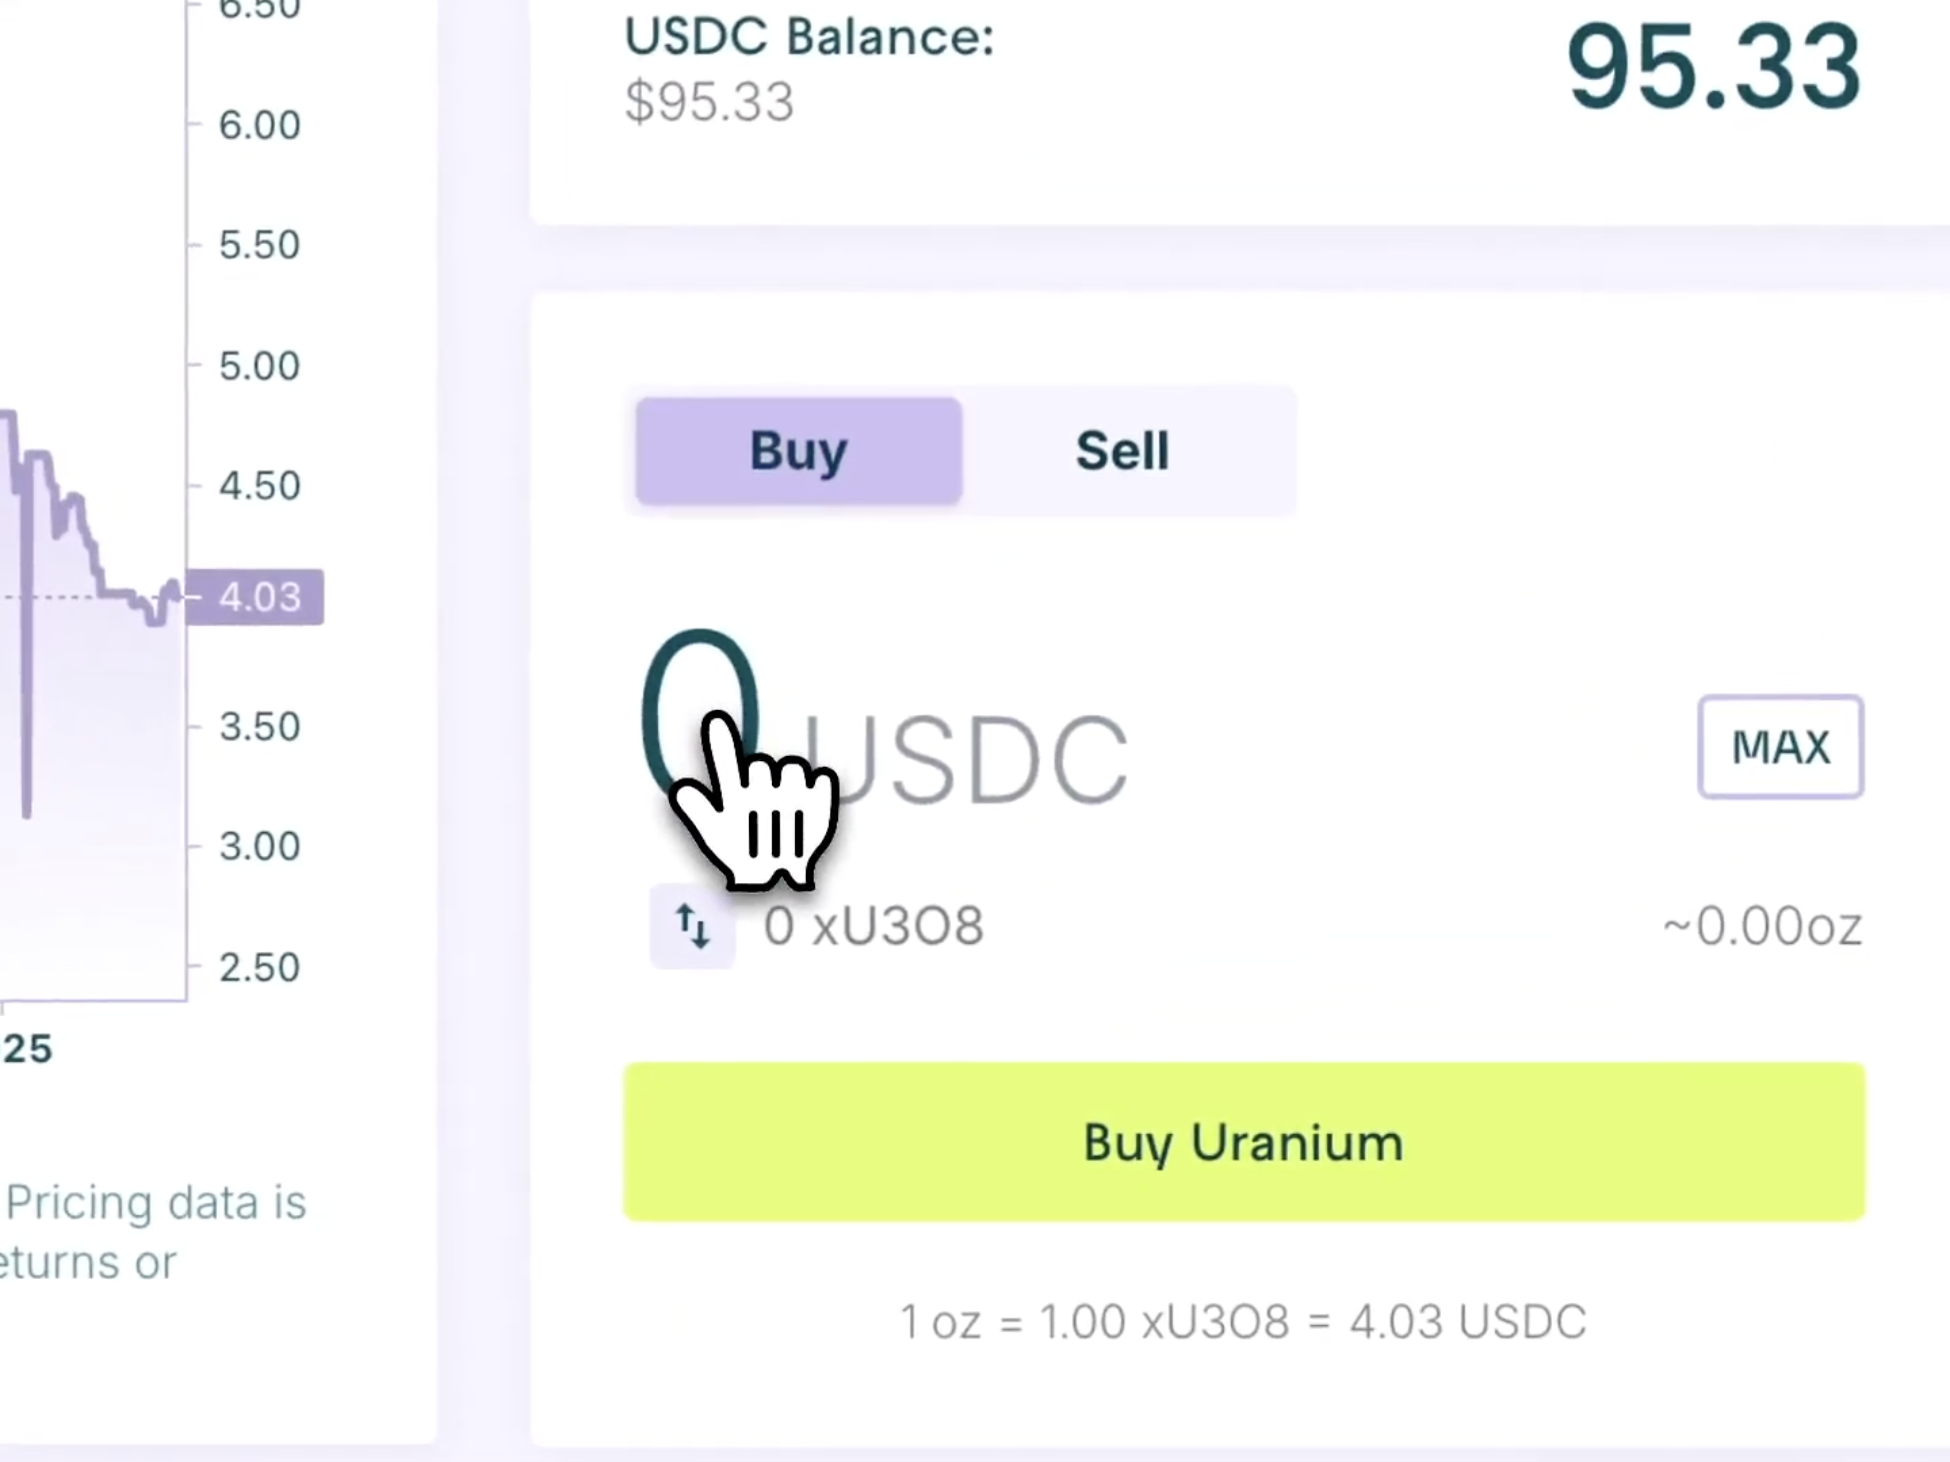 6.50
6.00
5.50
5.00
4.50
4.03
3.50
3.00
2.50
25
Pricing data is
eturns or
USDC Balance:
$95.33
95.33
Buy
Sell
0 USDC
MAX
0 xU3O8
~0.00oz
Buy Uranium
1 oz = 1.00 xU3O8 = 4.03 USDC